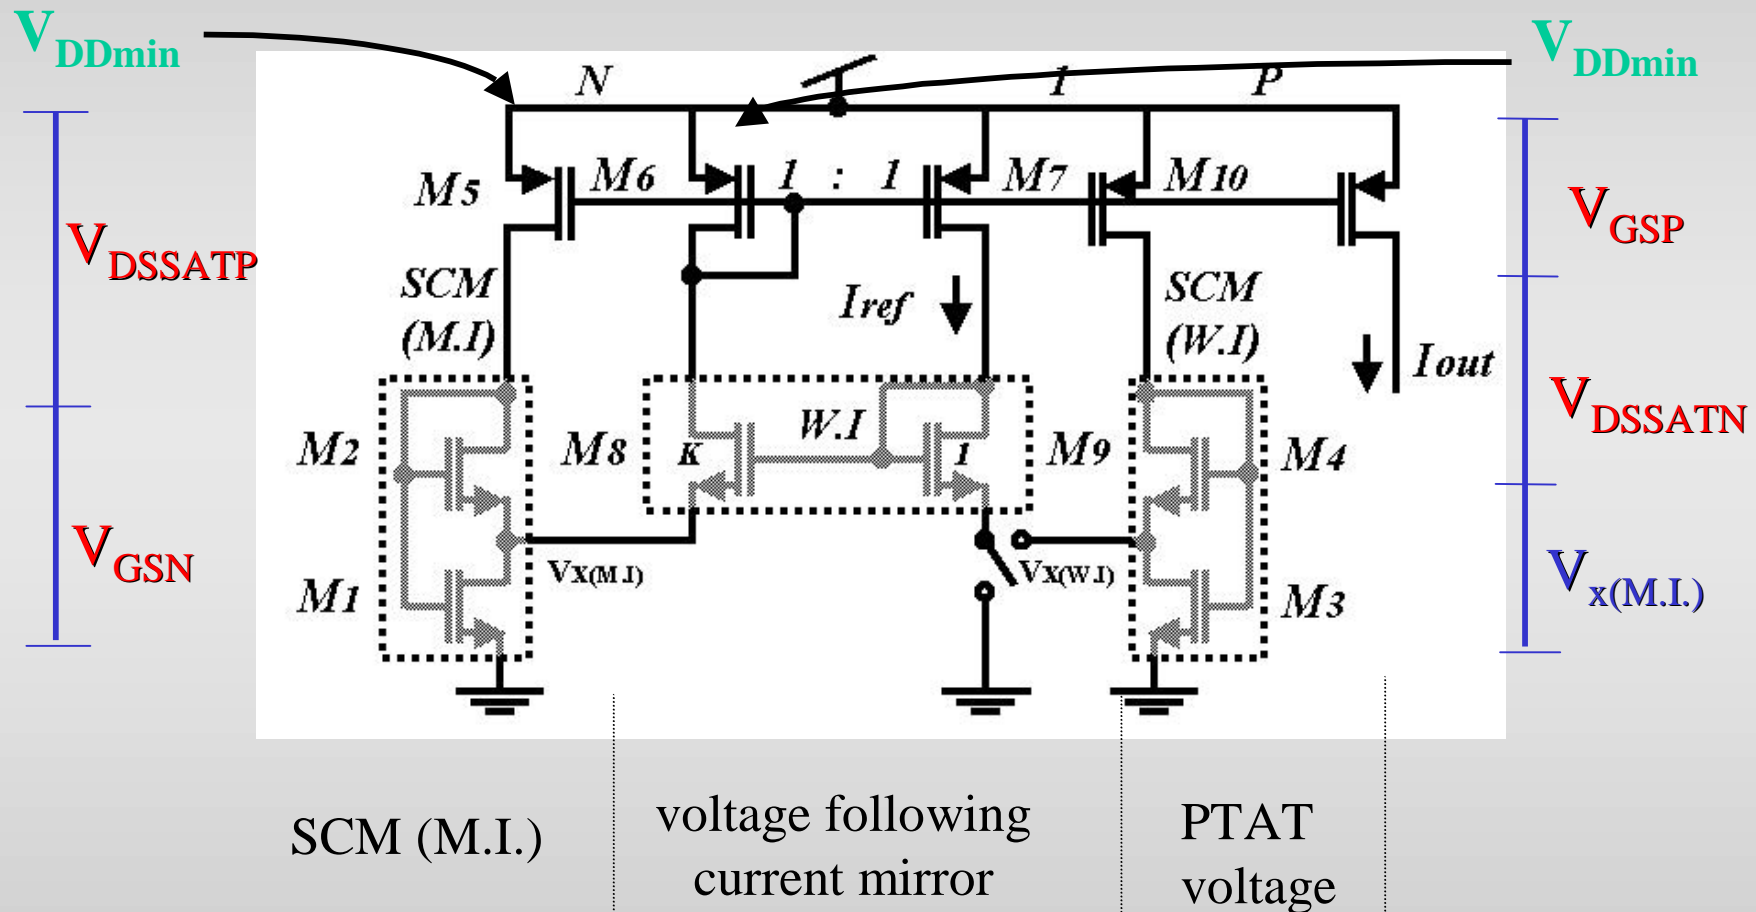 VDDmin
VDDmin
N 1 P
M5 M6 1 : 1 M7 M10
VDSSATP
VGSP
SCM
(M.I)
Iref
SCM
(W.I)
Iout
VDSSATN
M2 M8 K W.I 1 M9 M4
VGSN
Vx(M.I)
Vx(W.I)
Vx(M.I.)
M1 M3
SCM (M.I.)
voltage following
current mirror
PTAT
voltage